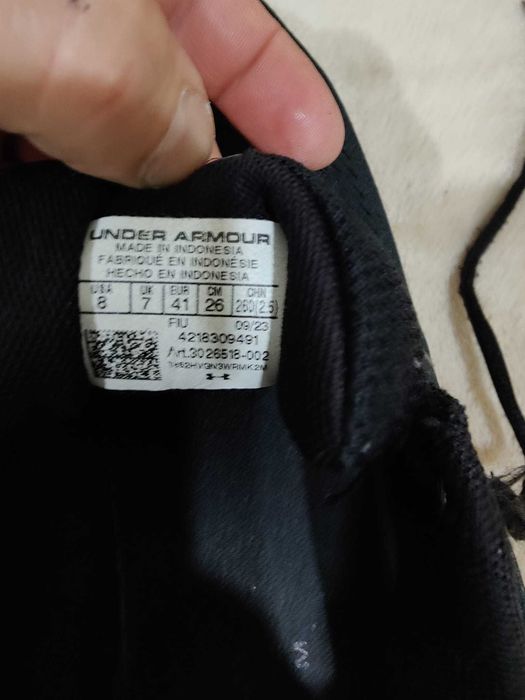 UNDER ARMOUR
MADE IN INDONESIA
FABRIQUÉ EN INDONÉSIE
HECHO EN INDONESIA
USA UK EUR CM CHN
8 7 41 26 260(2.5)
FIU 09/23
4218309491
Art.3026518-002